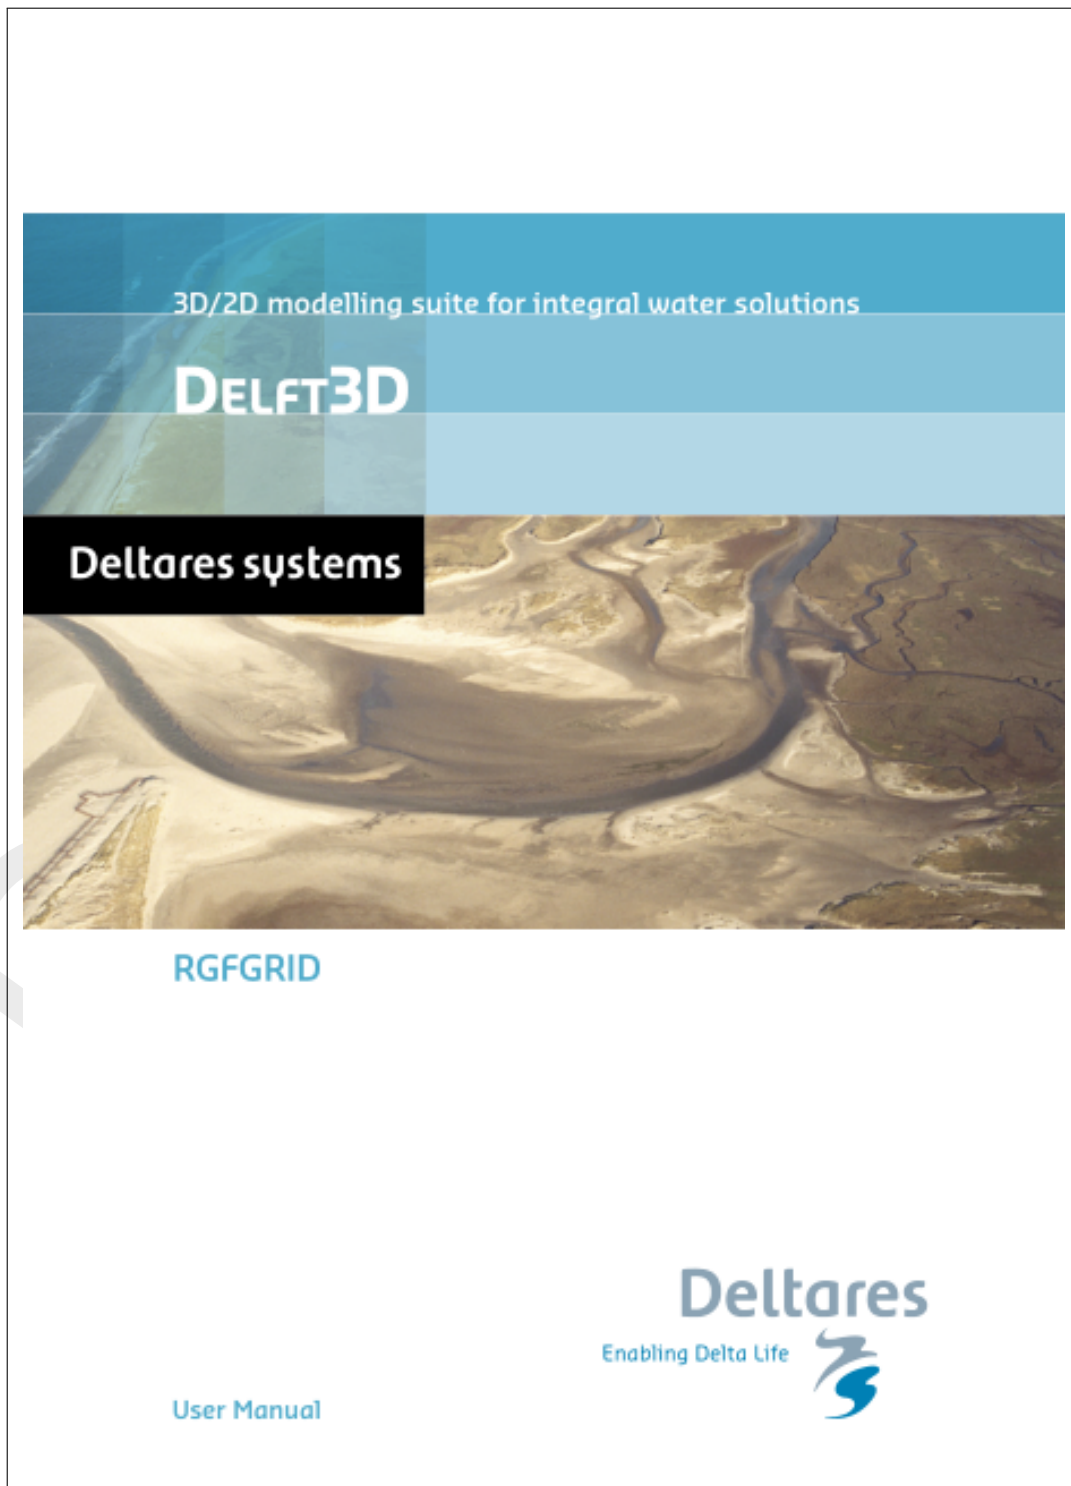 3D/2D modelling suite for integral water solutions
DELFT3D
Deltares systems
RGFGRID
Deltares
Enabling Delta Life
User Manual